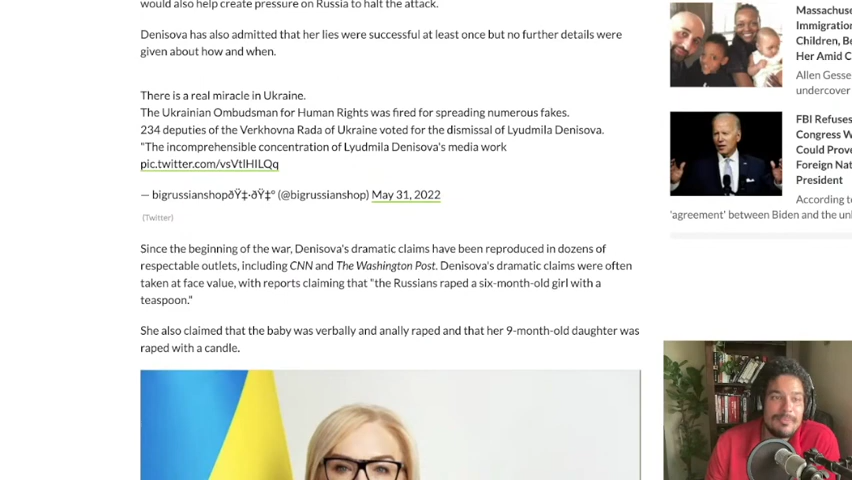 would also help create pressure on Russia to halt the attack.
Denisova has also admitted that her lies were successful at least once but no further details were
given about how and when.
There is a real miracle in Ukraine.
The Ukrainian Ombudsman for Human Rights was fired for spreading numerous fakes.
234 deputies of the Verkhovna Rada of Ukraine voted for the dismissal of Lyudmila Denisova.
"The incomprehensible concentration of Lyudmila Denisova's media work
pic.twitter.com/vsVtlHILQq
— bigrussianshopðŸ‡·ðŸ‡º (@bigrussianshop) May 31, 2022
(Twitter)
Since the beginning of the war, Denisova's dramatic claims have been reproduced in dozens of
respectable outlets, including CNN and The Washington Post. Denisova's dramatic claims were often
taken at face value, with reports claiming that "the Russians raped a six-month-old girl with a
teaspoon."
She also claimed that the baby was verbally and anally raped and that her 9-month-old daughter was
raped with a candle.
Massachuse
Immigration
Children, Be
Her Amid C
Allen Gesse
undercover
FBI Refuses
Congress W
Could Prove
Foreign Nat
President
According to
'agreement' between Biden and the un